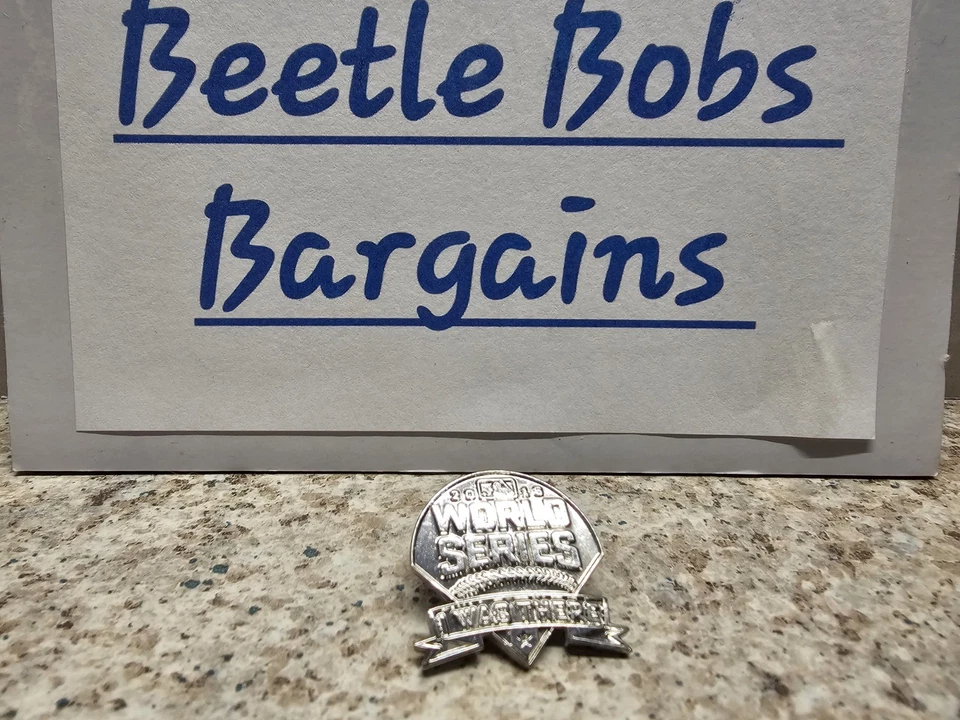 Beetle Bobs
Bargains
WORLD
SERIES
I WAS THERE